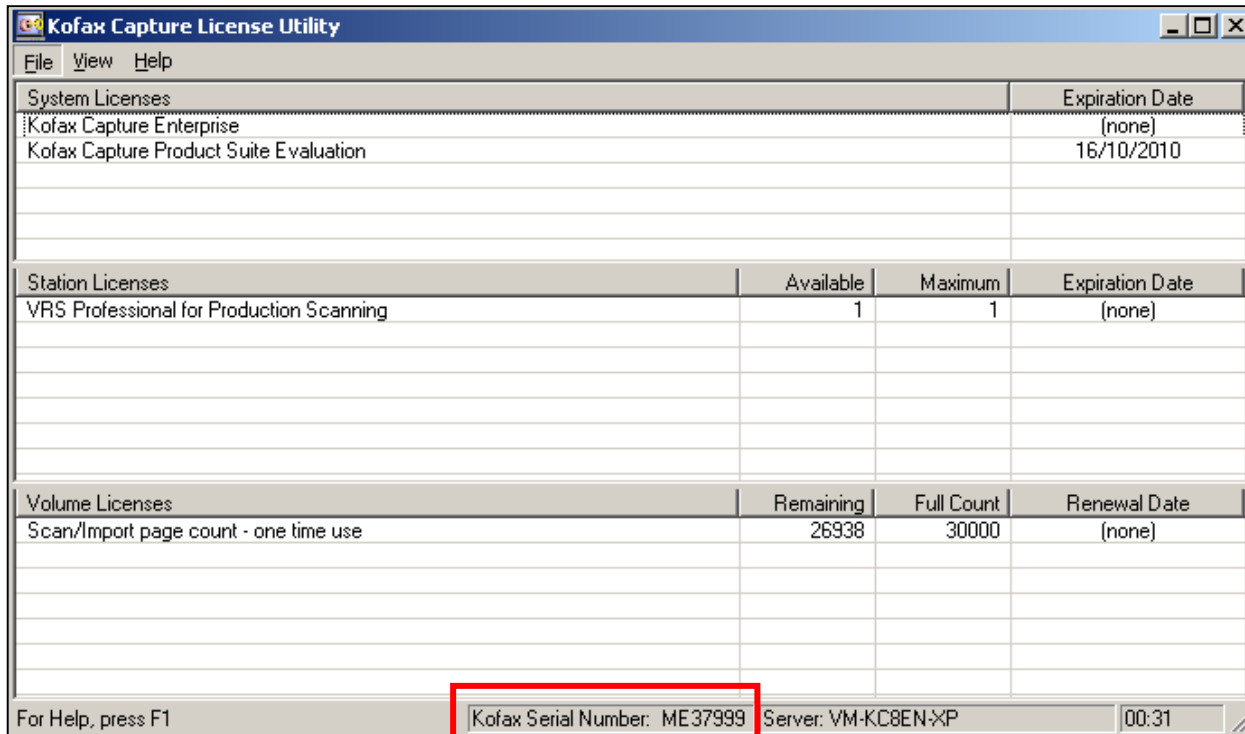 Kofax Capture License Utility
File View Help
System Licenses Expiration Date
Kofax Capture Enterprise (none)
Kofax Capture Product Suite Evaluation 16/10/2010
Station Licenses Available Maximum Expiration Date
VRS Professional for Production Scanning 1 1 (none)
Volume Licenses Remaining Full Count Renewal Date
Scan/Import page count - one time use 26938 30000 (none)
For Help, press F1 Kofax Serial Number: ME37999 Server: VM-KC8EN-XP 00:31